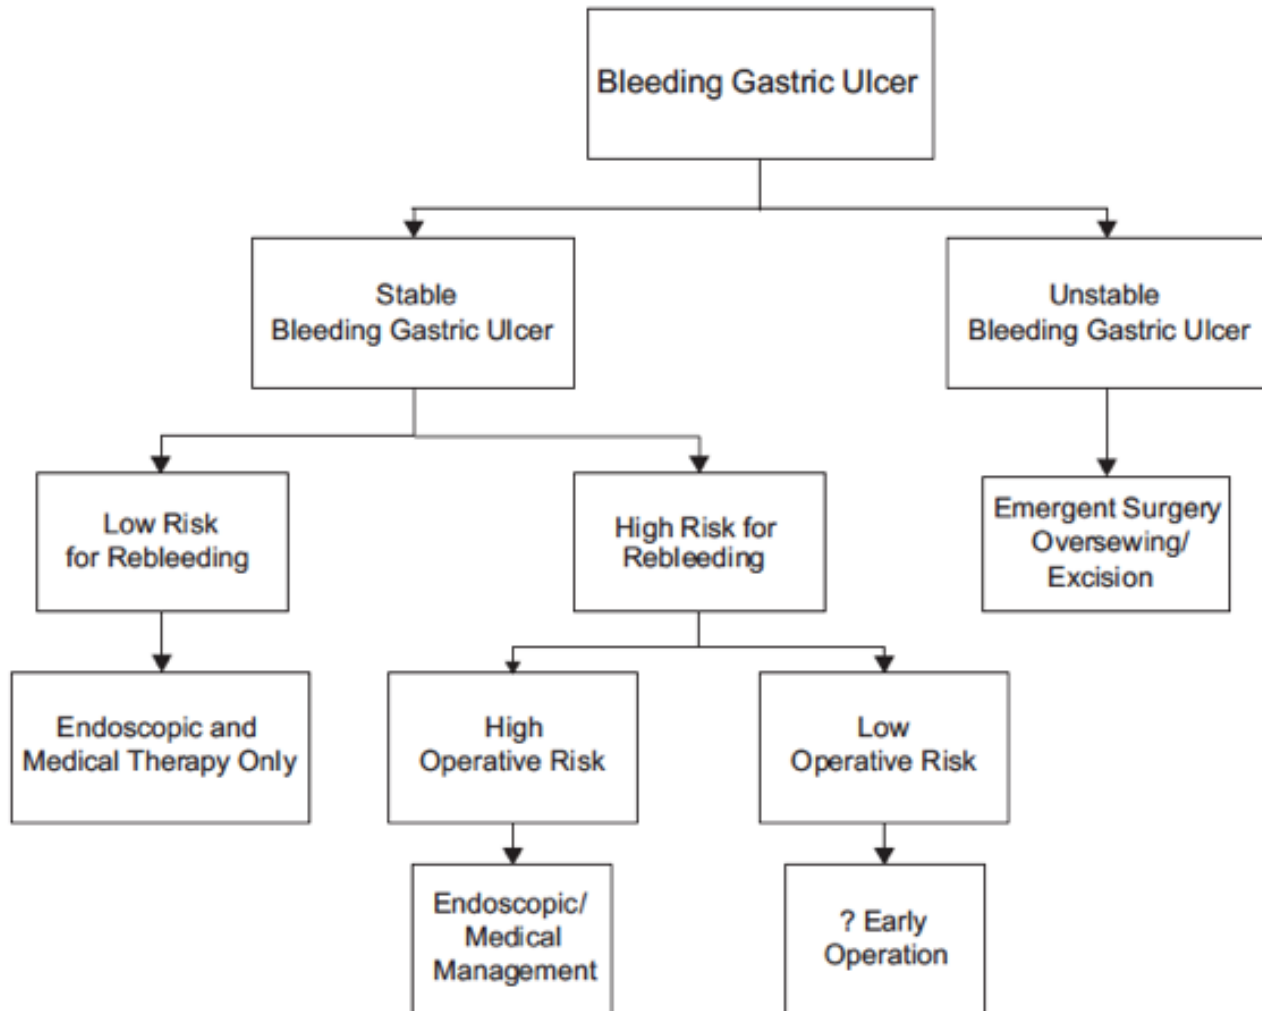 Bleeding Gastric Ulcer
Stable
Bleeding Gastric Ulcer
Unstable
Bleeding Gastric Ulcer
Low Risk
for Rebleeding
High Risk for
Rebleeding
Emergent Surgery
Oversewing/
Excision
Endoscopic and
Medical Therapy Only
High
Operative Risk
Low
Operative Risk
Endoscopic/
Medical
Management
? Early
Operation